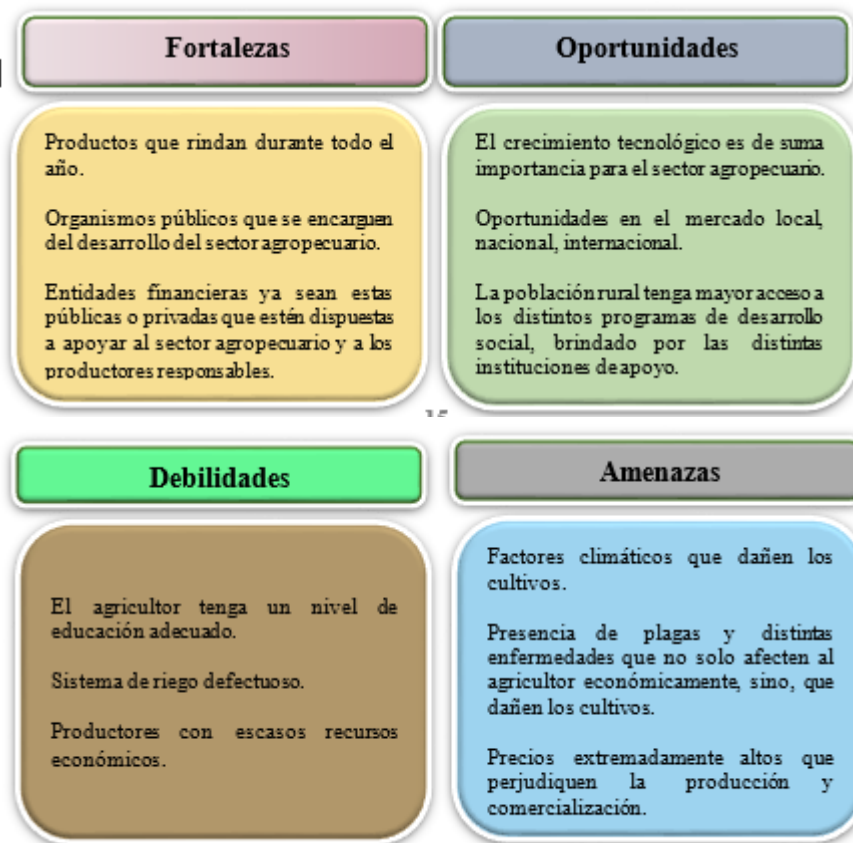 Fortalezas
Productos que rindan durante todo el
año.
Organismos públicos que se encarguen
del desarrollo del sector agropecuario.
Entidades financieras ya sean estas
públicas o privadas que estén dispuestas
a apoyar al sector agropecuario y a los
productores responsables.
Oportunidades
El crecimiento tecnológico es de suma
importancia para el sector agropecuario.
Oportunidades en el mercado local,
nacional, internacional.
La población rural tenga mayor acceso a
los distintos programas de desarrollo
social, brindado por las distintas
instituciones de apoyo.
Debilidades
El agricultor tenga un nivel de
educación adecuado.
Sistema de riego defectuoso.
Productores con escasos recursos
económicos.
Amenazas
Factores climáticos que dañen los
cultivos.
Presencia de plagas y distintas
enfermedades que no solo afecten al
agricultor económicamente, sino, que
dañen los cultivos.
Precios extremadamente altos que
perjudiquen la producción y
comercialización.